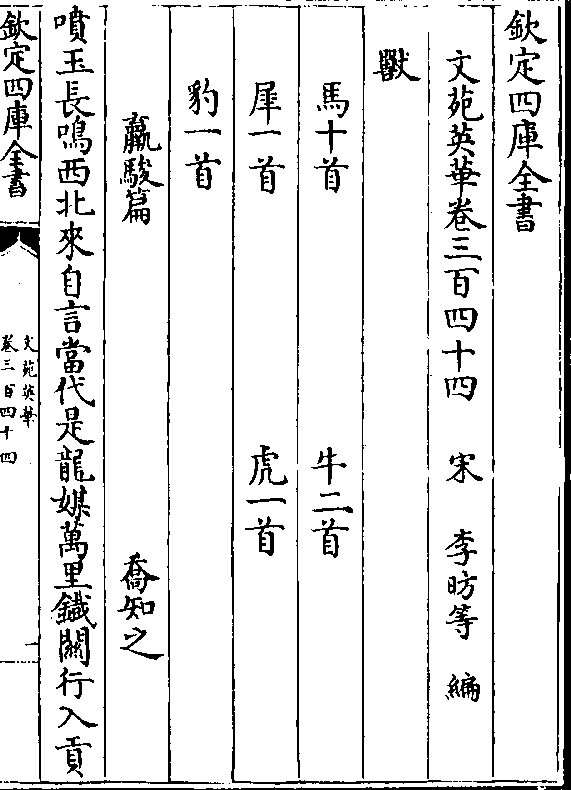 欽定四庫全書
文苑英華卷三百四十四 宋 李昉等 編
獸
馬十首 牛二首
犀一首 虎一首
豹一首
羸駿篇 喬知之
噴玉長鳴西北來自言當代是龍媒萬里鐵關行入貢
欽定四庫全書
文苑英華
卷三百四十四
一